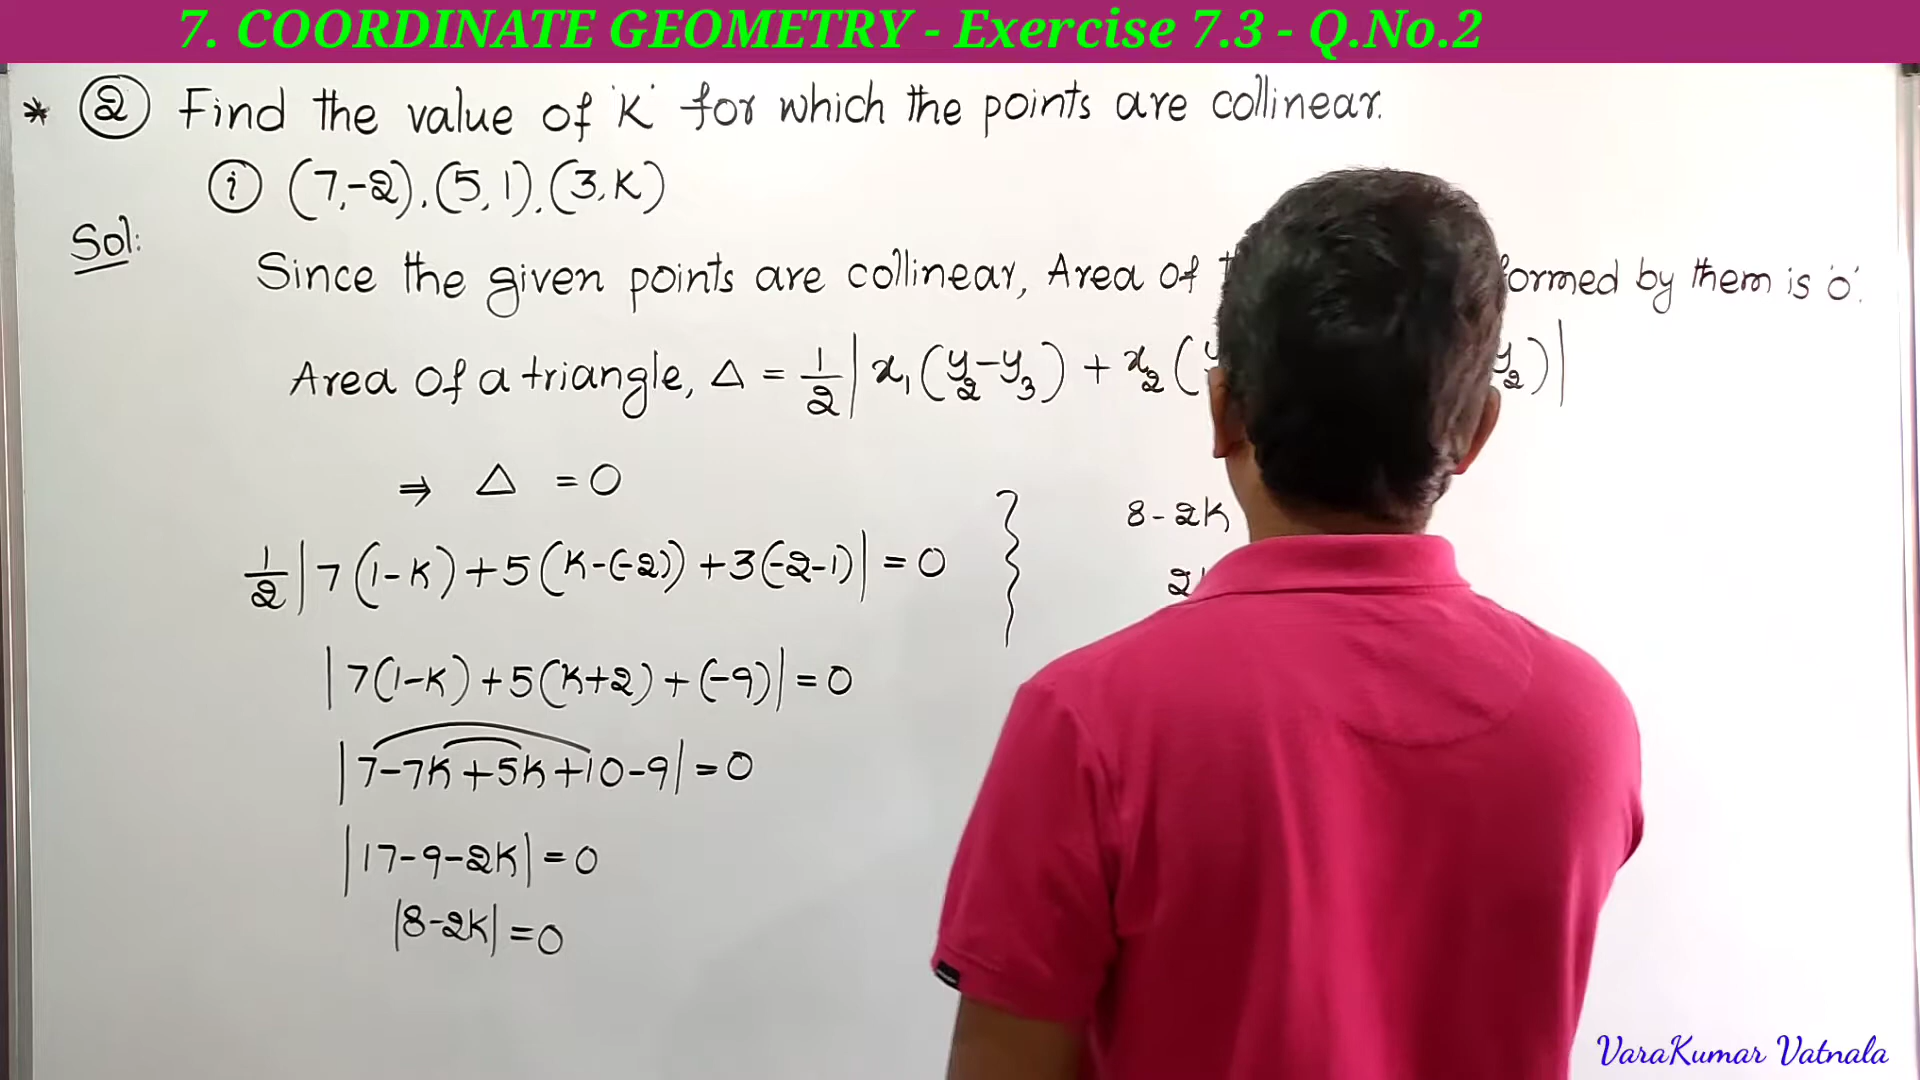 7. COORDINATE GEOMETRY - Exercise 7.3 - Q.No.2
* ② Find the value of 'K' for which the points are collinear.
ⓘ (7,-2), (5,1), (3,K)
Sol:
Since the given points are collinear, Area of ormed by them is '0'.
Area of a triangle, Δ = 1/2 | x₁(y₂-y₃) + x₂( y₂)|
⇒ Δ = 0
1/2 | 7(1-K)+5(K-(-2))+3(-2-1)| = 0
|7(1-K)+5(K+2)+(-9)| = 0
|7-7K+5K+10-9| = 0
|17-9-2K| = 0
|8-2K| = 0
8-2K
2
VaraKumar Vatnala